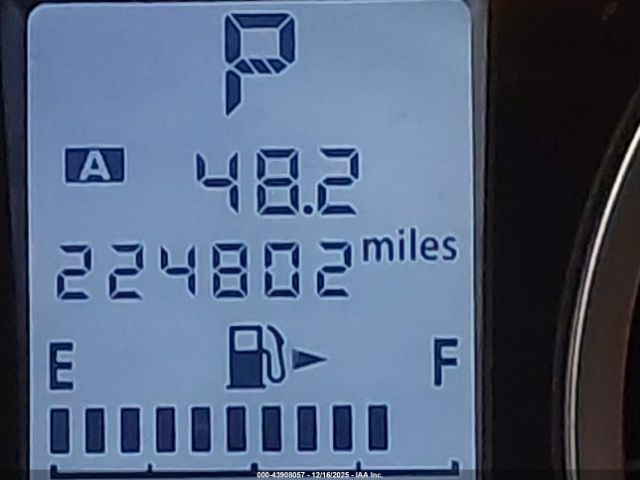 P
A 48.2
224802 miles
E F
000-43908057 - 12/16/2025 - IAA Inc.